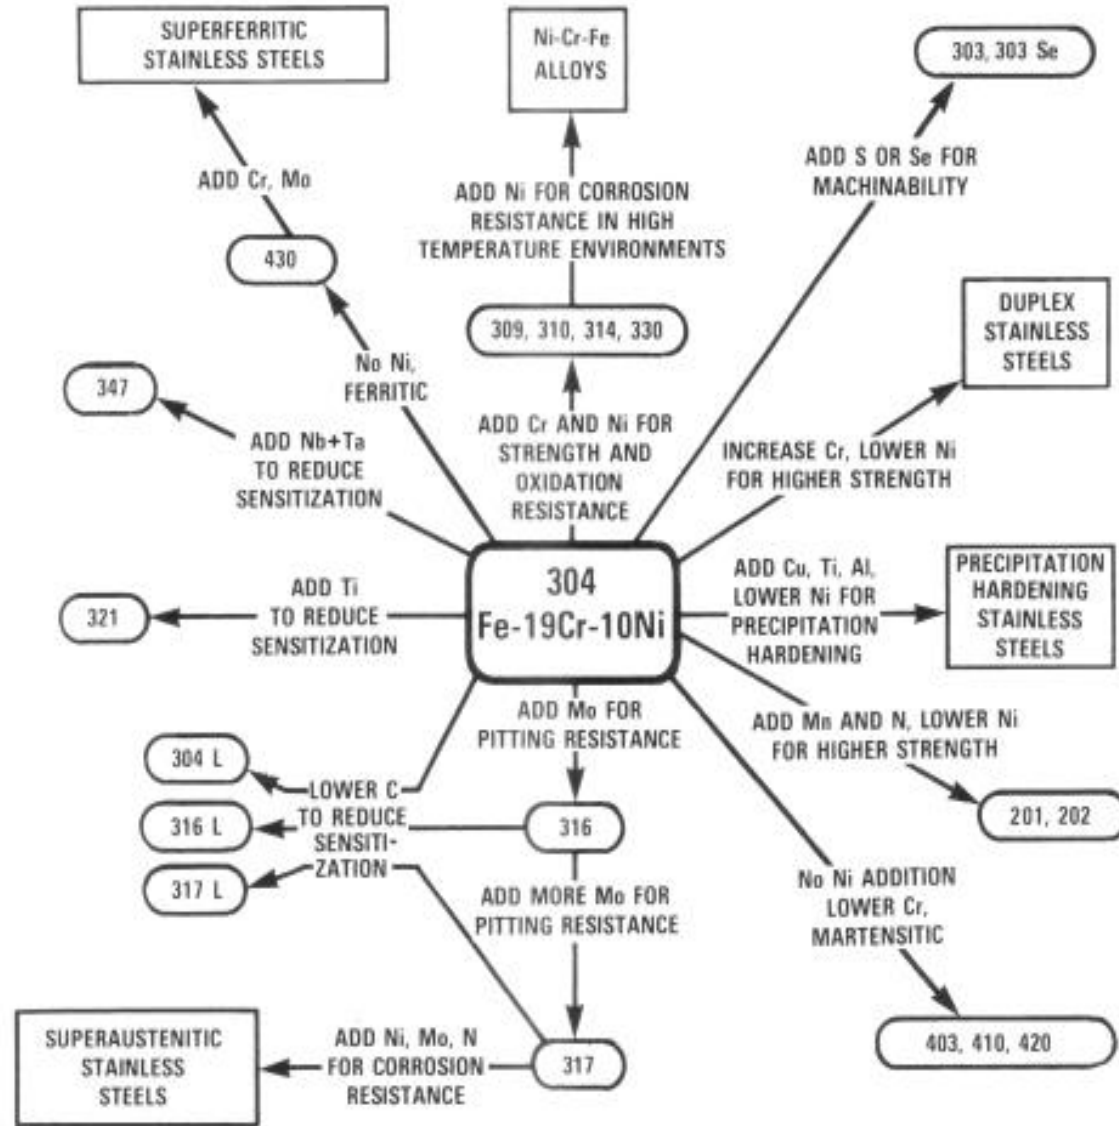 SUPERFERRITIC
STAINLESS STEELS
Ni-Cr-Fe
ALLOYS
303, 303 Se
ADD Cr, Mo
ADD Ni FOR CORROSION
RESISTANCE IN HIGH
TEMPERATURE ENVIRONMENTS
ADD S OR Se FOR
MACHINABILITY
430
309, 310, 314, 330
DUPLEX
STAINLESS
STEELS
347
No Ni,
FERRITIC
ADD Nb+Ta
TO REDUCE
SENSITIZATION
ADD Cr AND Ni FOR
STRENGTH AND
OXIDATION
RESISTANCE
INCREASE Cr, LOWER Ni
FOR HIGHER STRENGTH
321
ADD Ti
TO REDUCE
SENSITIZATION
304
Fe-19Cr-10Ni
ADD Cu, Ti, Al,
LOWER Ni FOR
PRECIPITATION
HARDENING
PRECIPITATION
HARDENING
STAINLESS
STEELS
ADD Mo FOR
PITTING RESISTANCE
ADD Mn AND N, LOWER Ni
FOR HIGHER STRENGTH
304 L
316 L
317 L
LOWER C
TO REDUCE
SENSITI-
ZATION
316
201, 202
ADD MORE Mo FOR
PITTING RESISTANCE
No Ni ADDITION
LOWER Cr,
MARTENSITIC
SUPERAUSTENITIC
STAINLESS
STEELS
ADD Ni, Mo, N
FOR CORROSION
RESISTANCE
317
403, 410, 420